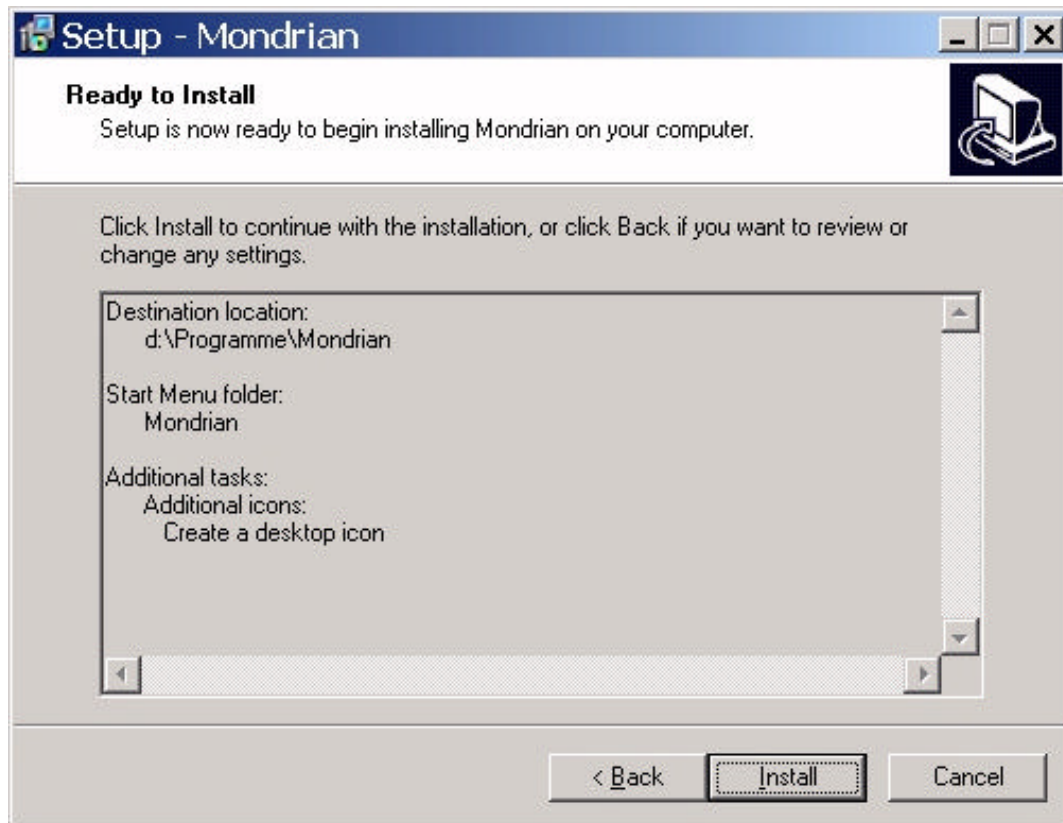 Setup - Mondrian
Ready to Install
Setup is now ready to begin installing Mondrian on your computer.
Click Install to continue with the installation, or click Back if you want to review or
change any settings.
Destination location:
d:\Programme\Mondrian
Start Menu folder:
Mondrian
Additional tasks:
Additional icons:
Create a desktop icon
< Back Install Cancel